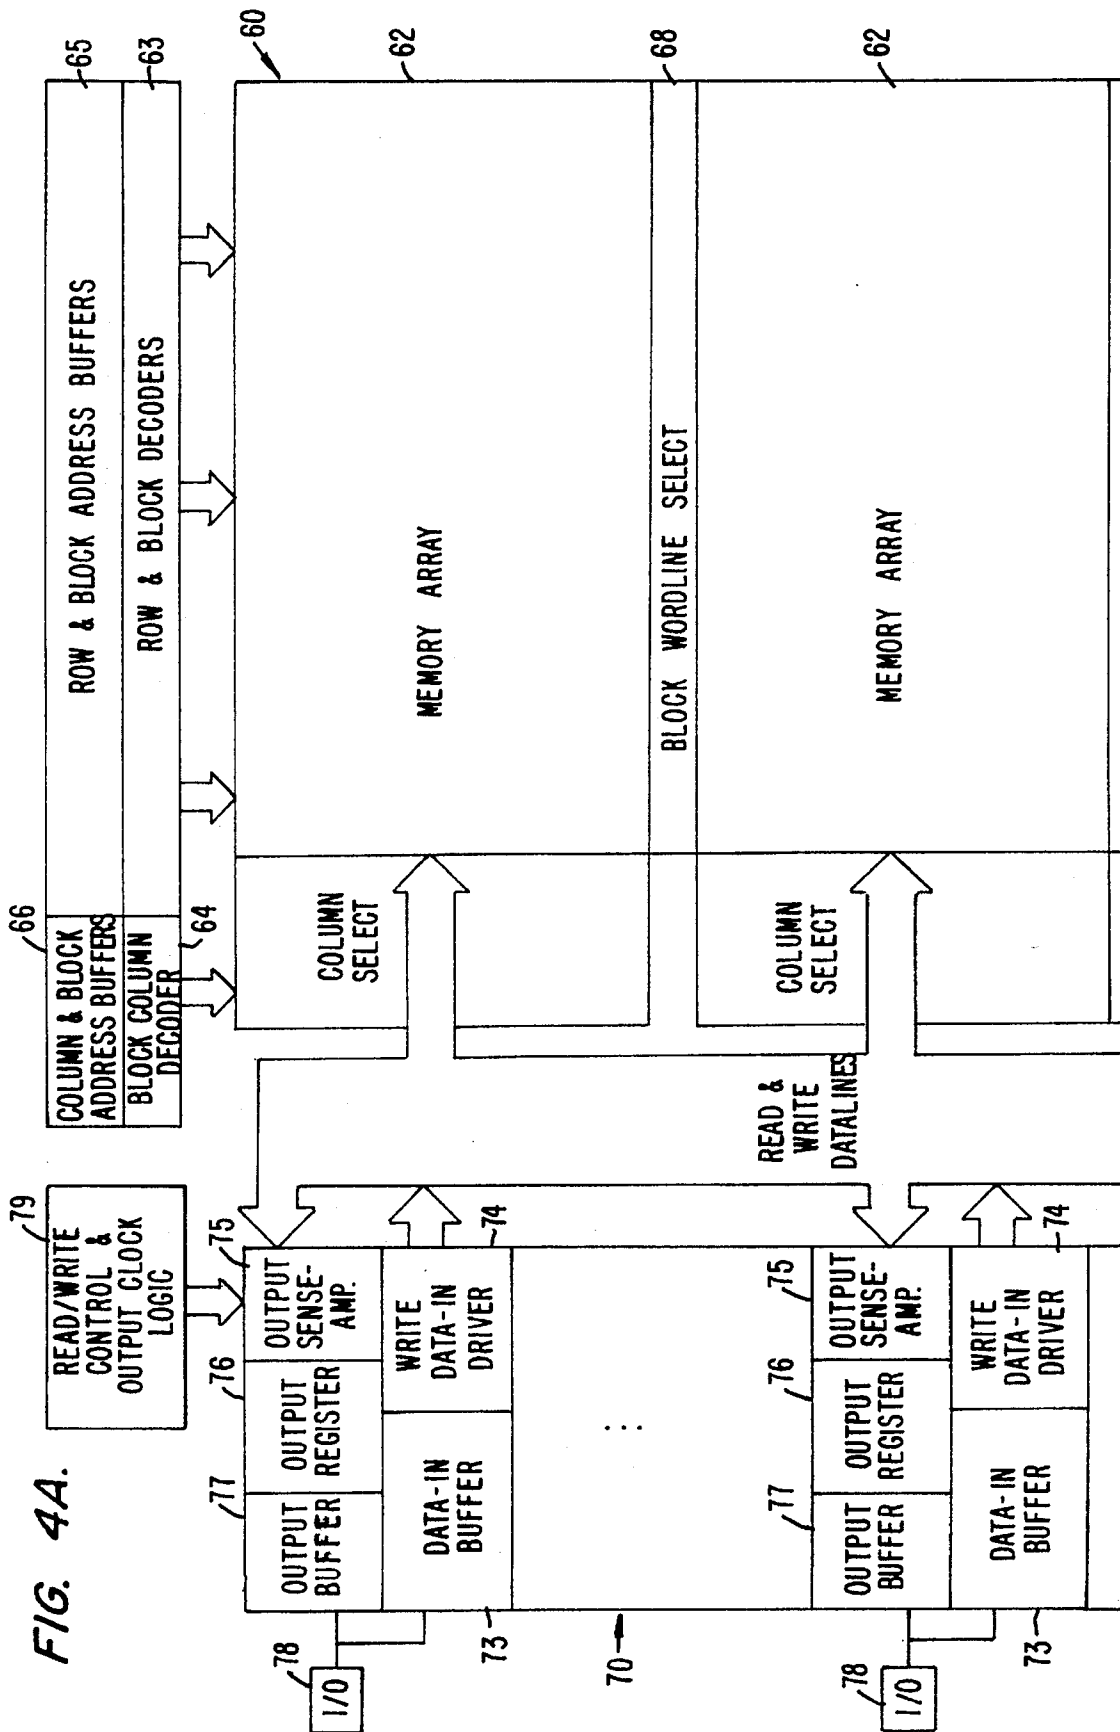 FIG. 4A.
79
READ/WRITE
CONTROL &
OUTPUT CLOCK
LOGIC
66
COLUMN & BLOCK
ADDRESS BUFFERS
BLOCK COLUMN
DECODER
64
ROW & BLOCK ADDRESS BUFFERS
65
ROW & BLOCK DECODERS
63
60
62
COLUMN
SELECT
MEMORY ARRAY
BLOCK WORDLINE SELECT
68
COLUMN
SELECT
MEMORY ARRAY
62
READ &
WRITE
DATALINES
78
I/O
77
OUTPUT
BUFFER
76
OUTPUT
REGISTER
75
OUTPUT
SENSE-
AMP.
73
DATA-IN
BUFFER
WRITE
DATA-IN
DRIVER
74
70
...
78
I/O
77
OUTPUT
BUFFER
76
OUTPUT
REGISTER
75
OUTPUT
SENSE-
AMP.
73
DATA-IN
BUFFER
WRITE
DATA-IN
DRIVER
74